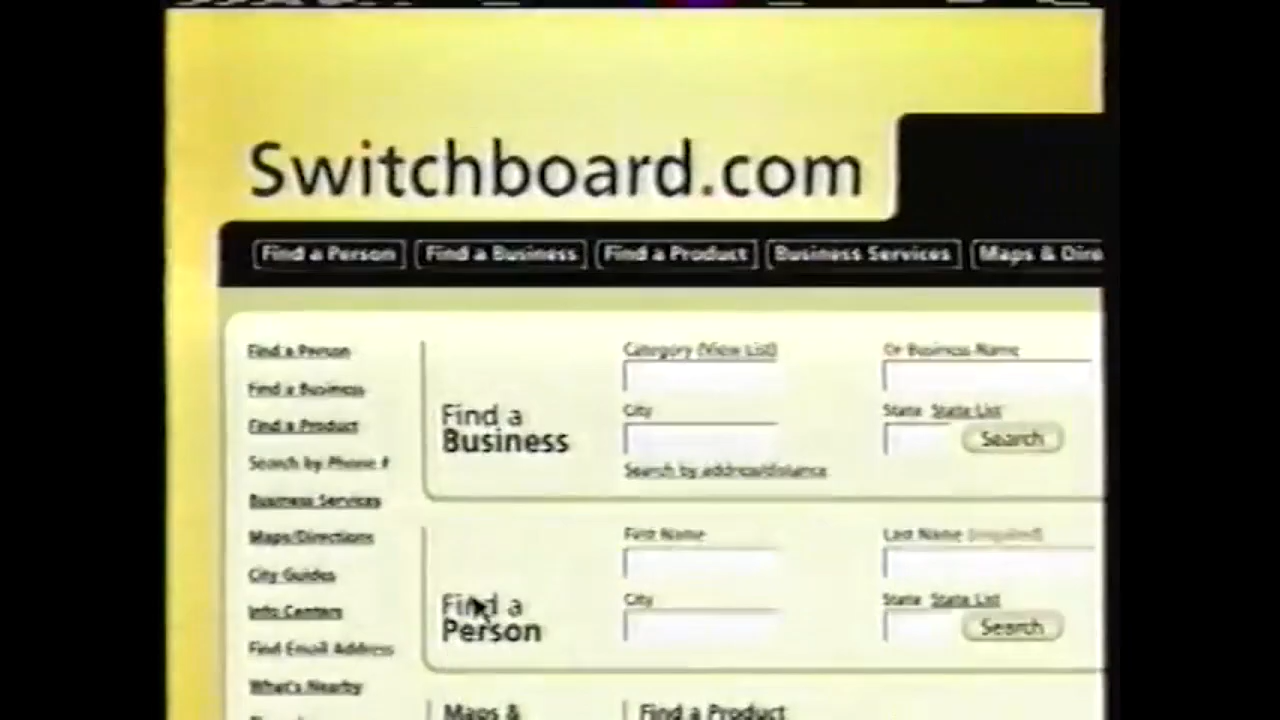 Switchboard.com
Find a Person Find a Business Find a Product Business Services Maps & Dire
Find a Person
Find a Business
Find a Product
Search by Phone #
Business Services
Maps/Directions
City Guides
Info Centers
Find Email Address
What's Nearby
Find a
Business
Category (View List) Or Business Name
City State State List
Search
Search by address/distance
Find a
Person
First Name Last Name (required)
City State State List
Search
Maps &
Find a Product